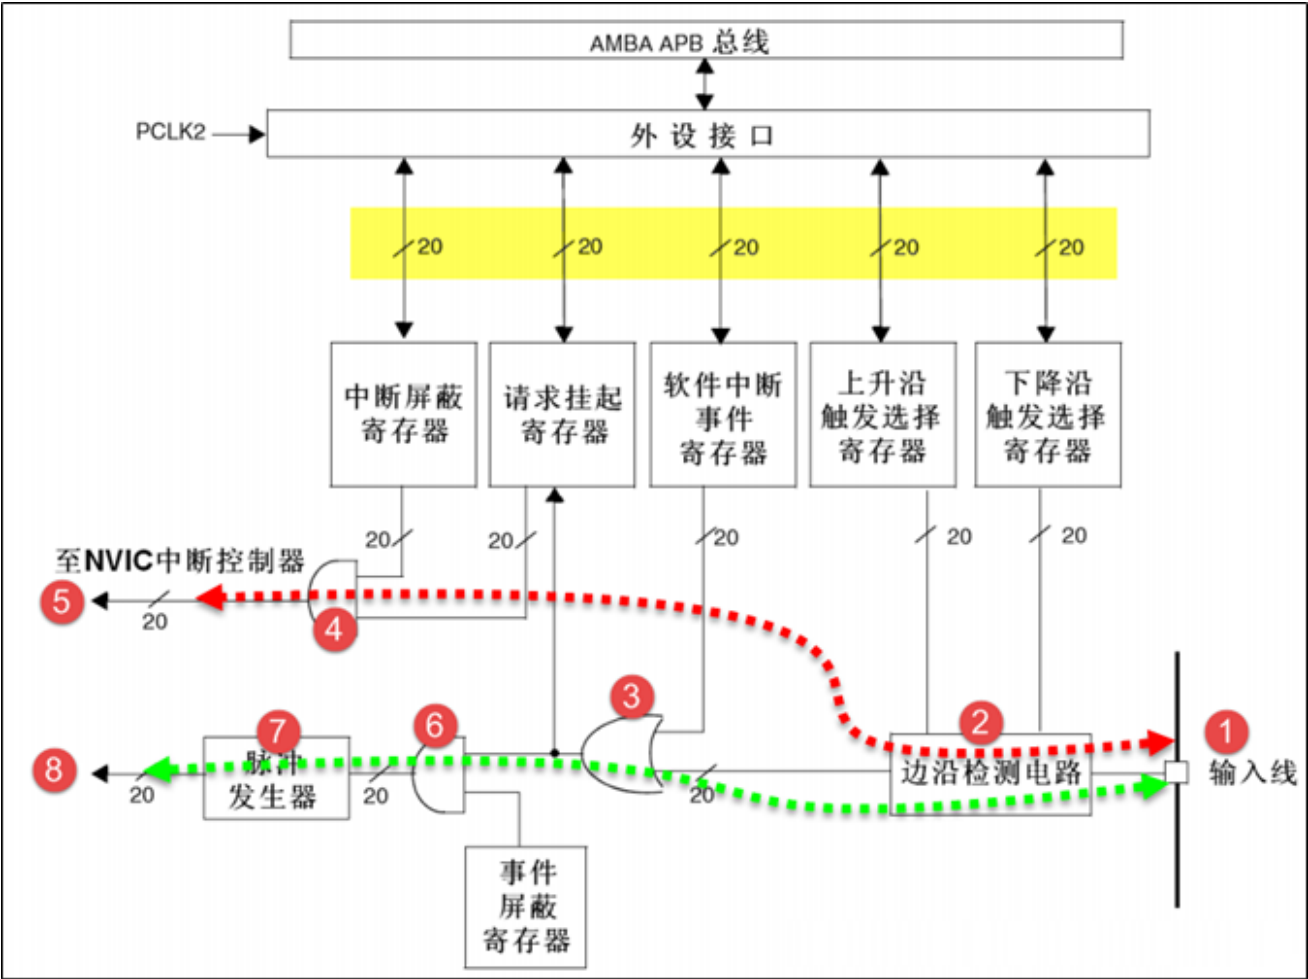 AMBA APB 总线
PCLK2
外设接口
20 20 20 20 20
中断屏蔽
寄存器
请求挂起
寄存器
软件中断
事件
寄存器
上升沿
触发选择
寄存器
下降沿
触发选择
寄存器
20 20 20 20 20
至NVIC中断控制器
5
20
4
3
2
1
边沿检测电路
输入线
6
7
8
脉冲
发生器
20
20
20
事件
屏蔽
寄存器